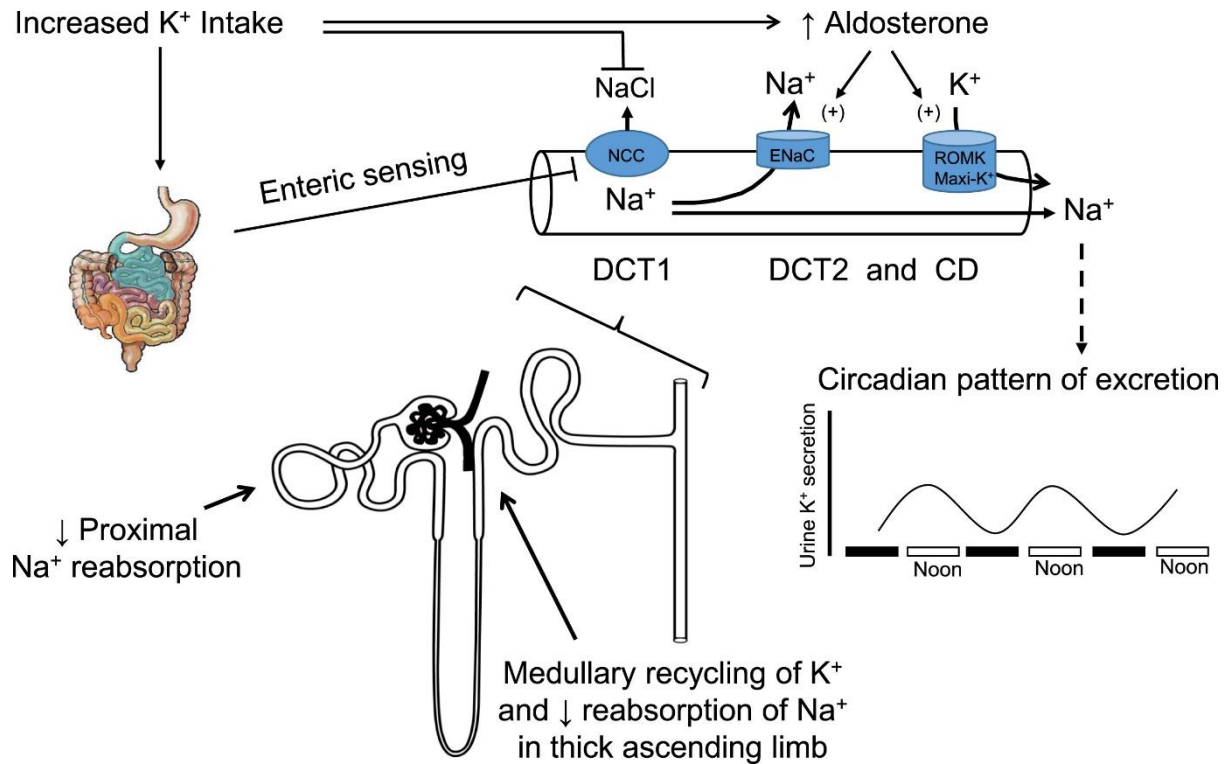 Increased K⁺ Intake
↑ Aldosterone
NaCl
Na⁺
K⁺
(+)
(+)
Enteric sensing
NCC
ENaC
ROMK
Maxi-K⁺
Na⁺
Na⁺
DCT1
DCT2 and CD
Circadian pattern of excretion
Urine K⁺ secretion
Noon
Noon
Noon
↓ Proximal
Na⁺ reabsorption
Medullary recycling of K⁺
and ↓ reabsorption of Na⁺
in thick ascending limb